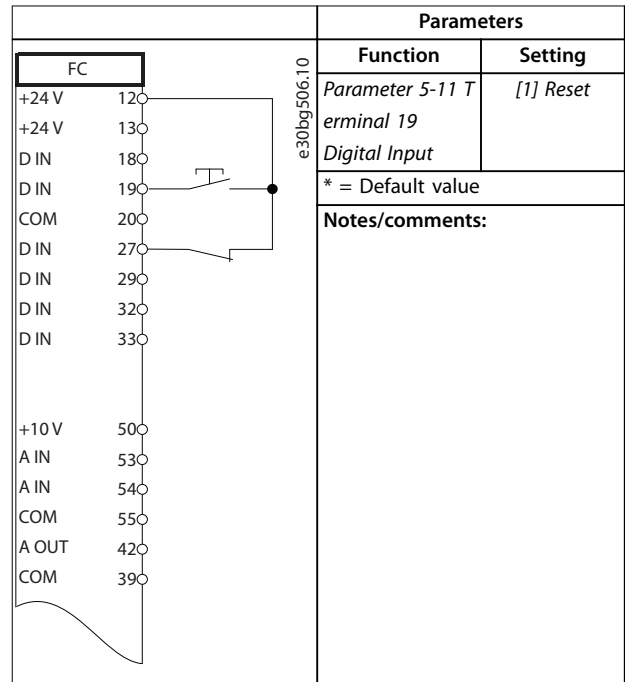 Parameters
Function Setting
Parameter 5-11 T
erminal 19
Digital Input
[1] Reset
* = Default value
Notes/comments:
FC
+24 V 12
+24 V 13
D IN 18
D IN 19
COM 20
D IN 27
D IN 29
D IN 32
D IN 33
+10 V 50
A IN 53
A IN 54
COM 55
A OUT 42
COM 39
e30bg506.10